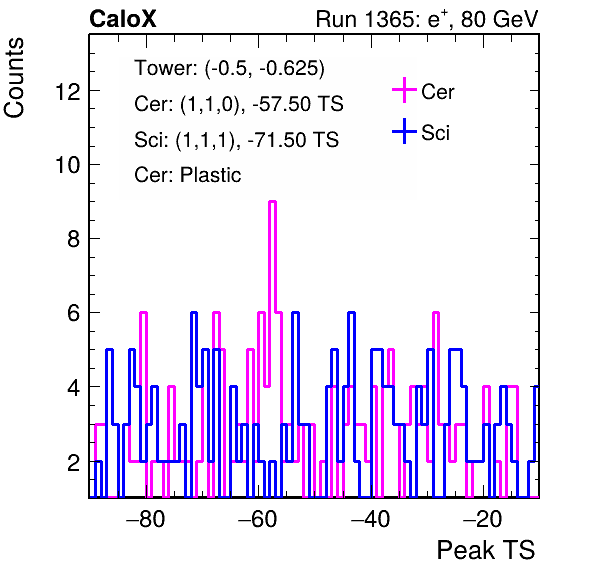 CaloX Run 1365: e⁺, 80 GeV
Counts
Tower: (-0.5, -0.625)
Cer: (1,1,0), -57.50 TS
Sci: (1,1,1), -71.50 TS
Cer: Plastic
Cer
Sci
12
10
8
6
4
2
−80 −60 −40 −20
Peak TS